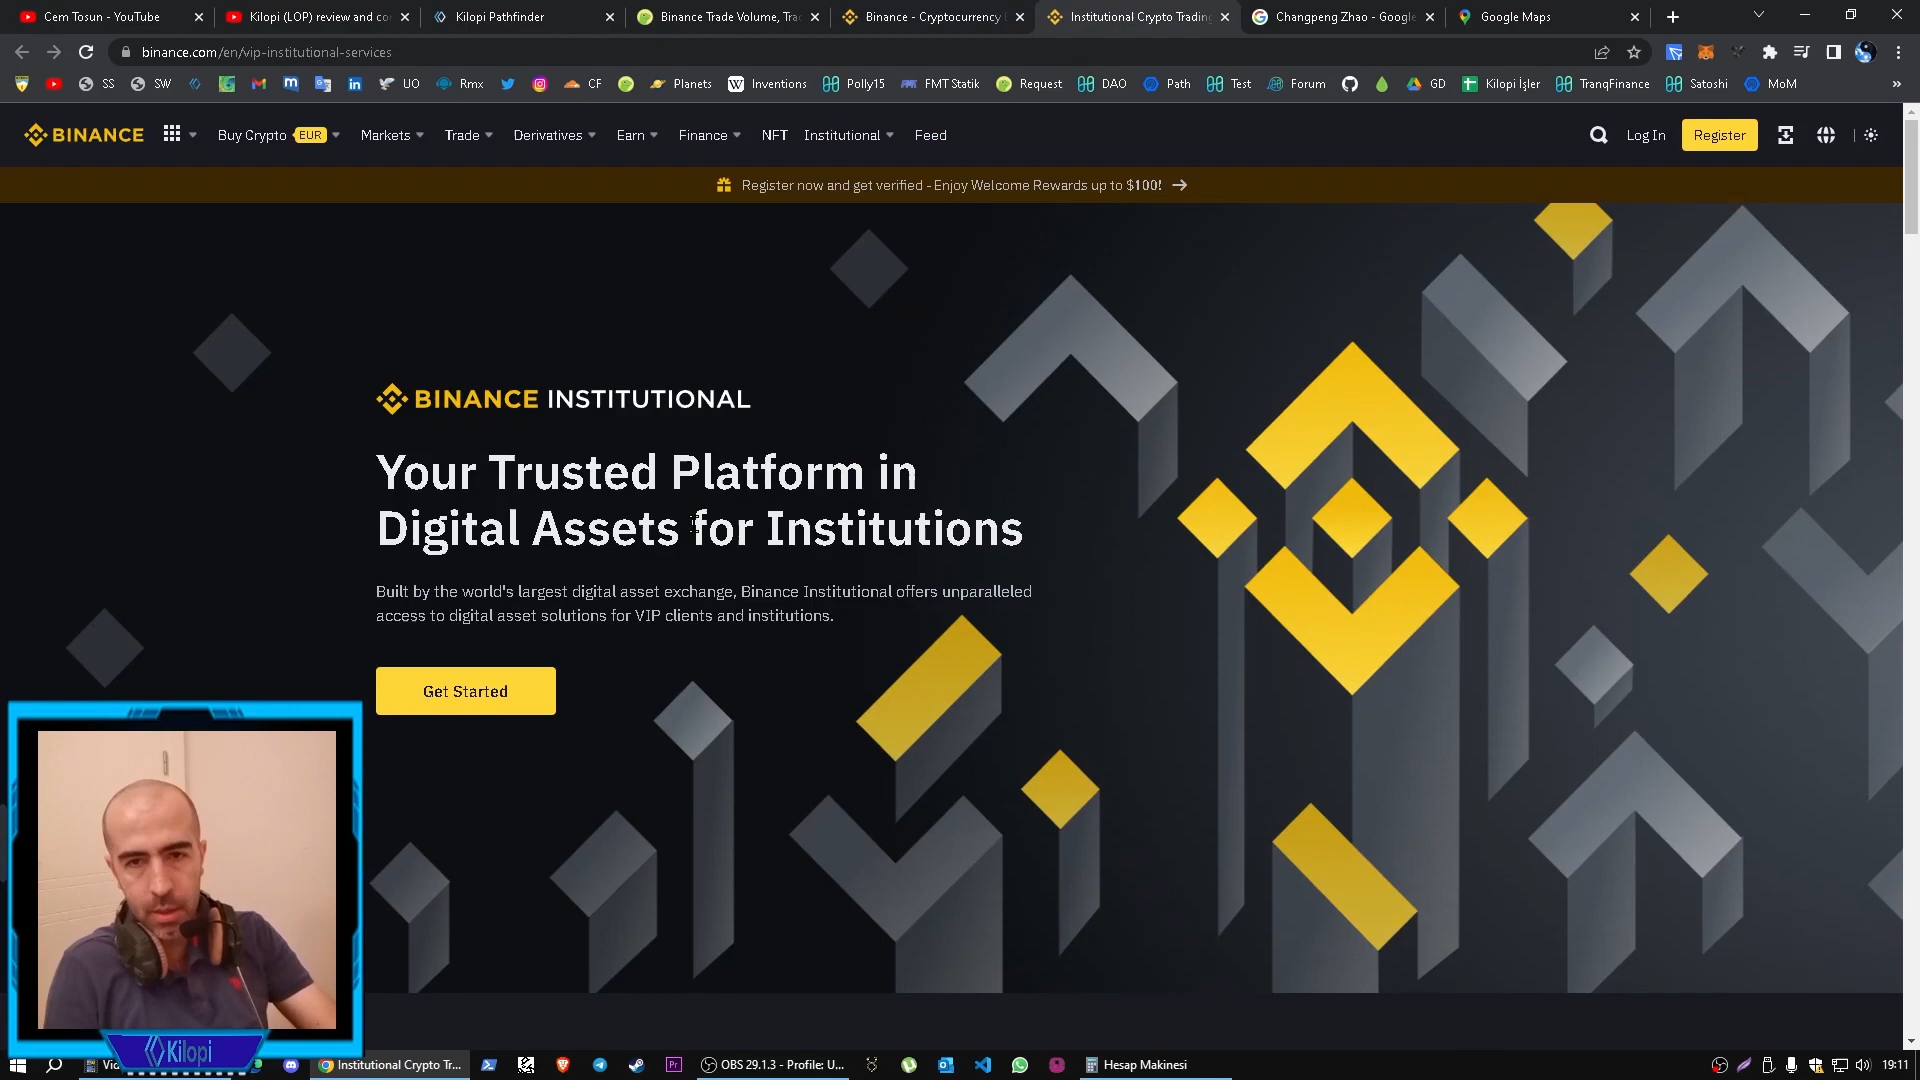 Cem Tosun - YouTube
Kilopi (LOP) review and co
Kilopi Pathfinder
Binance Trade Volume, Tra
Binance - Cryptocurrency
Institutional Crypto Trading
Changpeng Zhao - Google
Google Maps
binance.com/en/vip-institutional-services
SS
SW
UO
Rmx
CF
Planets
Inventions
Polly15
FMT Statik
Request
DAO
Path
Test
Forum
GD
Kilopi İşler
TranqFinance
Satoshi
MoM
BINANCE
Buy Crypto EUR
Markets
Trade
Derivatives
Earn
Finance
NFT
Institutional
Feed
Log In
Register
Register now and get verified - Enjoy Welcome Rewards up to $100!
BINANCE INSTITUTIONAL
Your Trusted Platform in
Digital Assets for Institutions
Built by the world's largest digital asset exchange, Binance Institutional offers unparalleled
access to digital asset solutions for VIP clients and institutions.
Get Started
Kilopi
Institutional Crypto Tr...
Pr
OBS 29.1.3 - Profile: U...
Hesap Makinesi
19:11